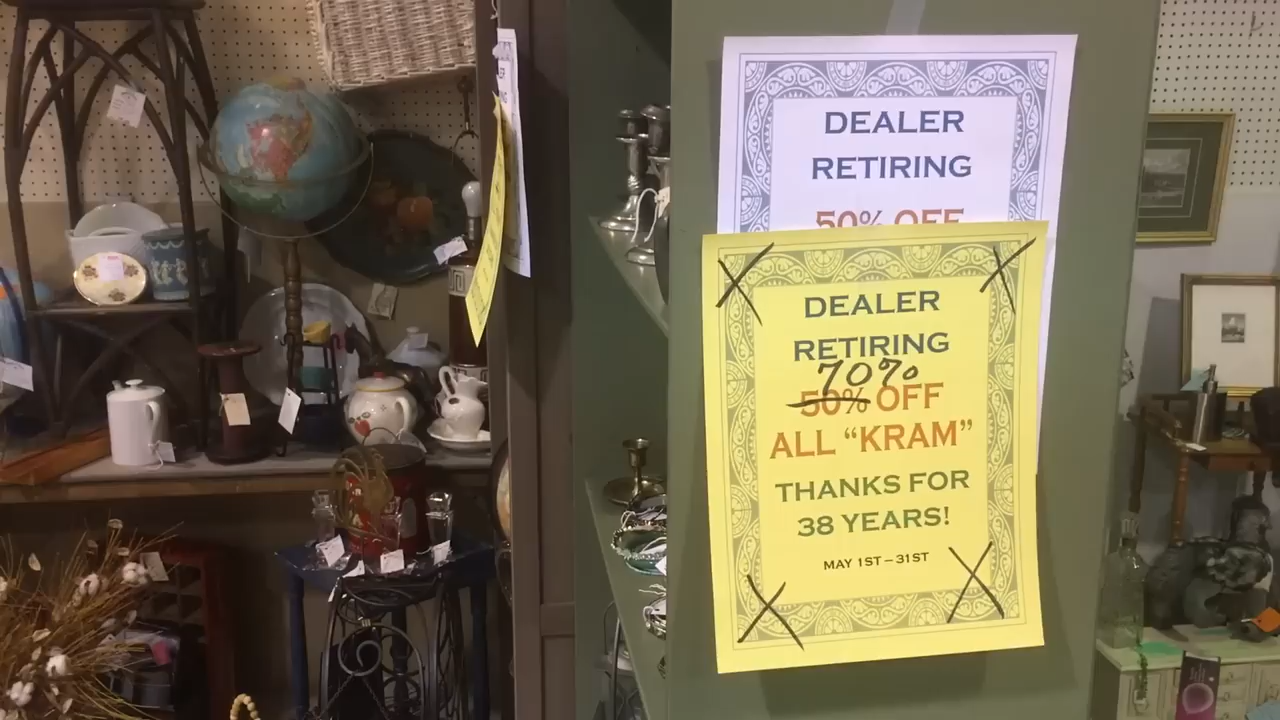 DEALER
RETIRING
50% OFF
DEALER
RETIRING
70%
50% OFF
ALL “KRAM”
THANKS FOR
38 YEARS!
MAY 1ST – 31ST